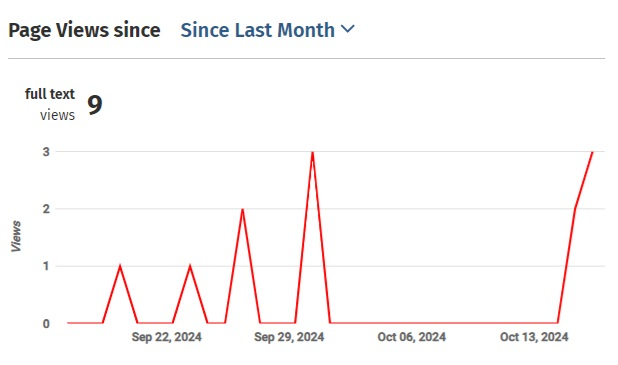 Page Views since Since Last Month
full text
views 9
3
2
1
0
Views
Sep 22, 2024 Sep 29, 2024 Oct 06, 2024 Oct 13, 2024